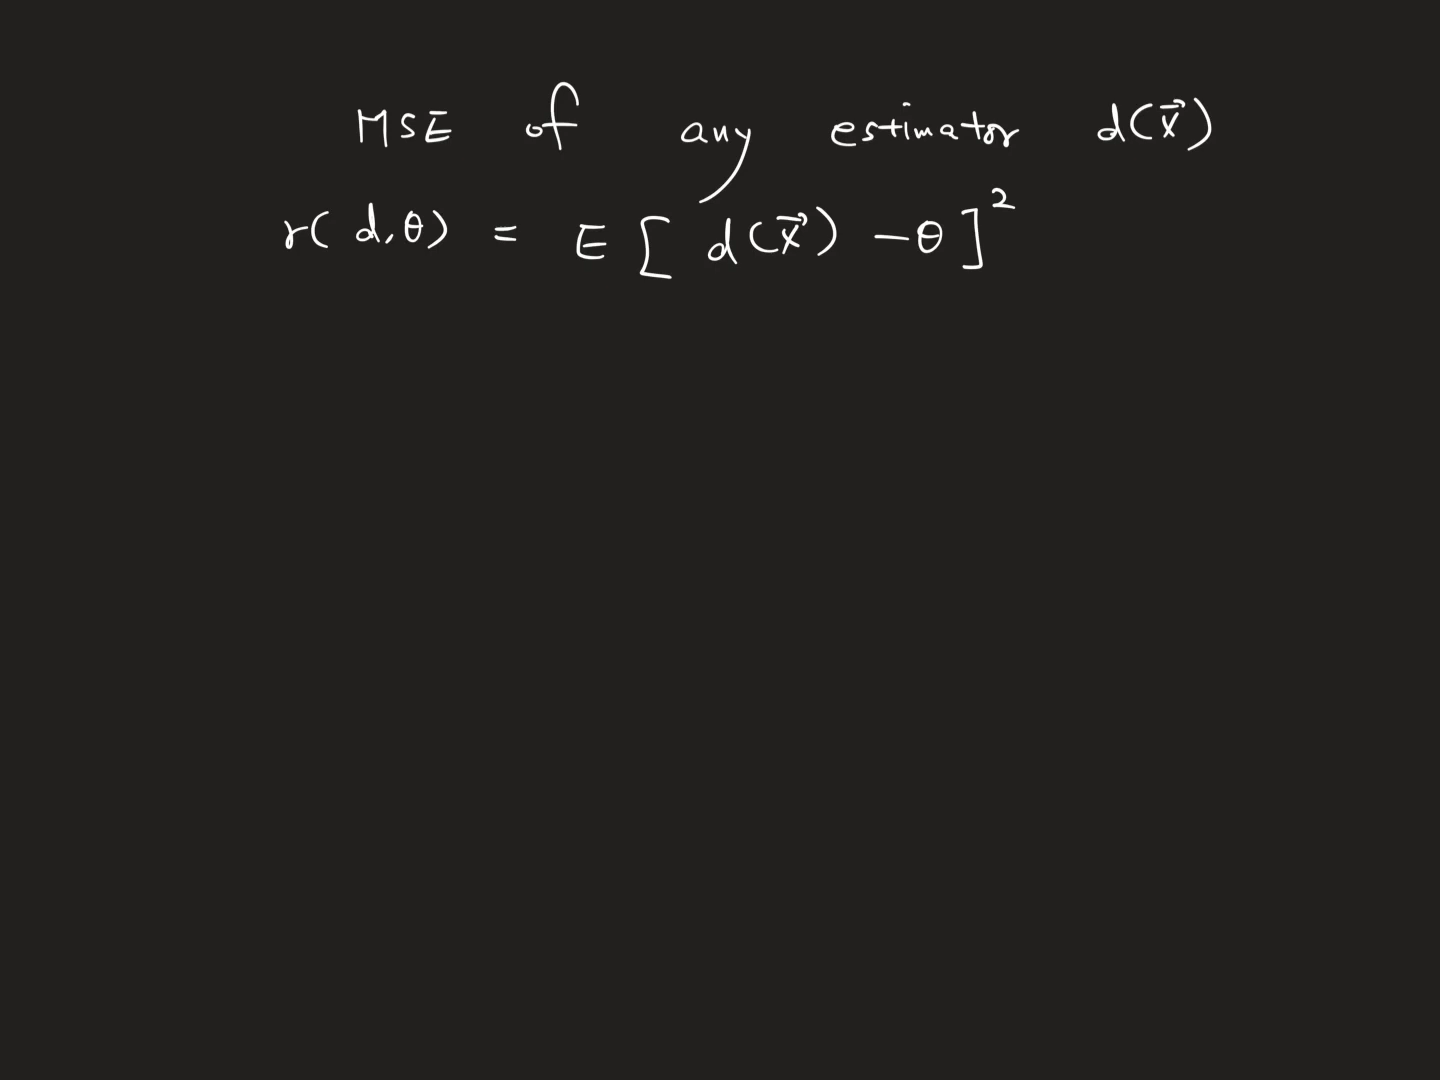 MSE of any estimator d(x⃗)
r(d,θ) = E[d(x⃗) - θ]²